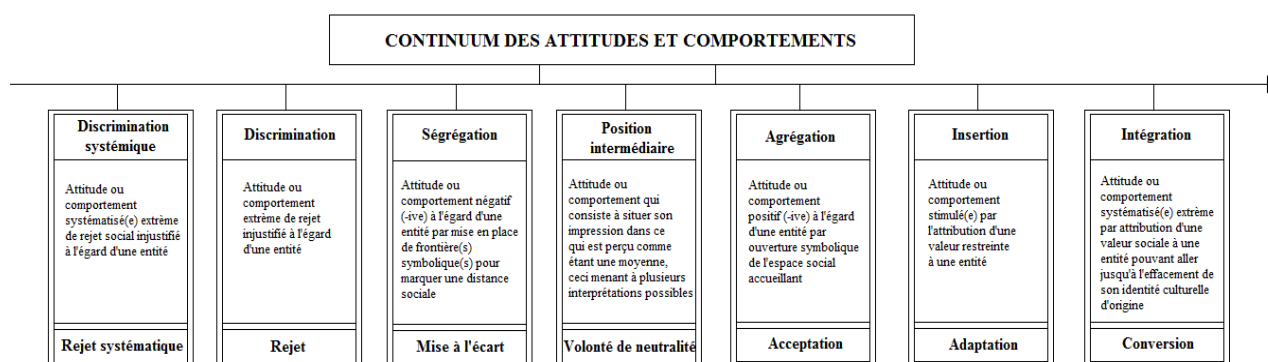 CONTINUUM DES ATTITUDES ET COMPORTEMENTS
Discrimination
systémique
Attitude ou
comportement
systématisé(e) extrême
de rejet social injustifié
à l'égard d'une entité
Rejet systématique
Discrimination
Attitude ou
comportement
extrême de rejet
injustifié à l'égard
d'une entité
Rejet
Ségrégation
Attitude ou
comportement négatif
(-ive) à l'égard d'une
entité par mise en place
de frontière(s)
symbolique(s) pour
marquer une distance
sociale
Mise à l'écart
Position
intermédiaire
Attitude ou
comportement qui
consiste à situer son
impression dans ce
qui est perçu comme
étant une moyenne,
ceci menant à plusieurs
interprétations possibles
Volonté de neutralité
Agrégation
Attitude ou
comportement
positif (-ive) à l'égard
d'une entité par
ouverture symbolique
de l'espace social
accueillant
Acceptation
Insertion
Attitude ou
comportement
stimulé(e) par
l'attribution d'une
valeur restreinte
à une entité
Adaptation
Intégration
Attitude ou
comportement
systématisé(e) extrême
par attribution d'une
valeur sociale à une
entité pouvant aller
jusqu'à l'effacement de
son identité culturelle
d'origine
Conversion